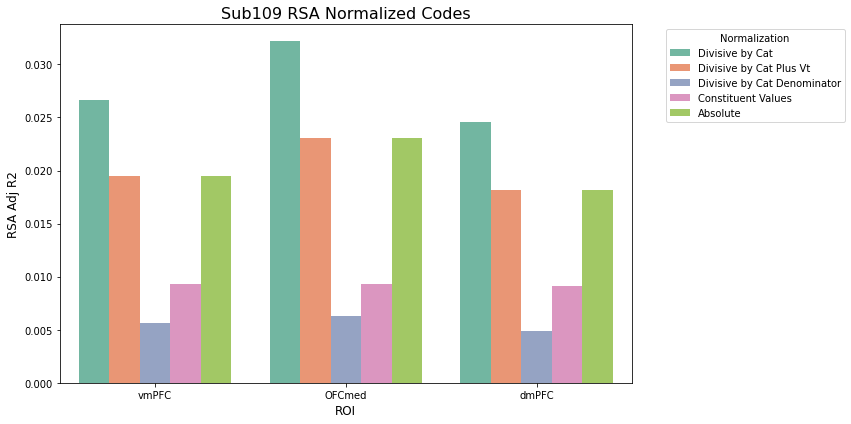 Sub109 RSA Normalized Codes
Normalization
Divisive by Cat
Divisive by Cat Plus Vt
Divisive by Cat Denominator
Constituent Values
Absolute
RSA Adj R2
0.030
0.025
0.020
0.015
0.010
0.005
0.000
vmPFC OFCmed dmPFC
ROI